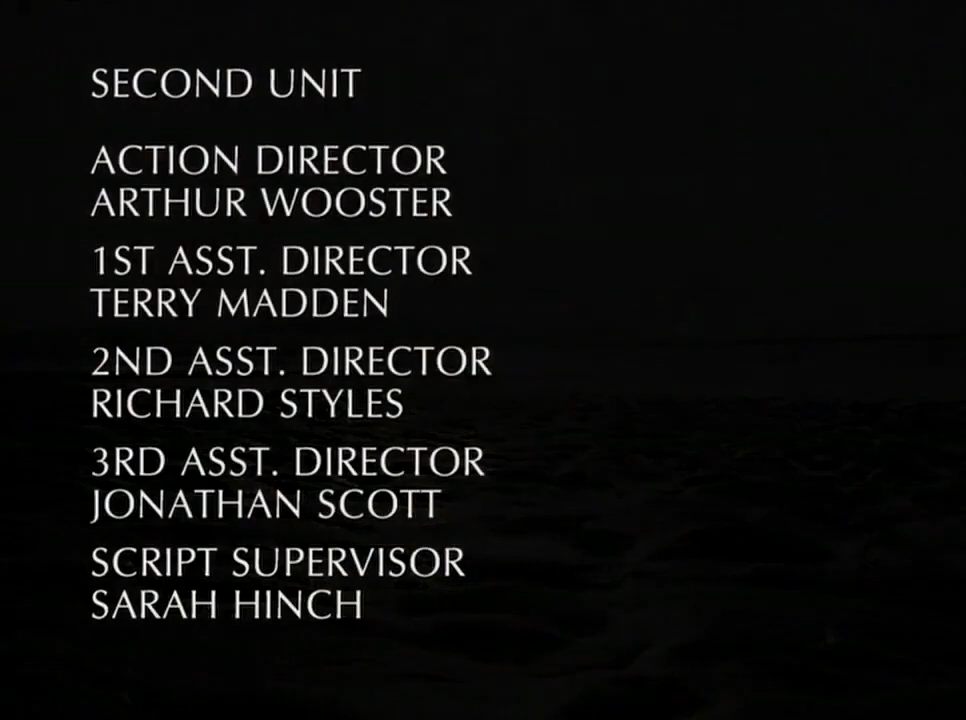 SECOND UNIT
ACTION DIRECTOR
ARTHUR WOOSTER
1ST ASST. DIRECTOR
TERRY MADDEN
2ND ASST. DIRECTOR
RICHARD STYLES
3RD ASST. DIRECTOR
JONATHAN SCOTT
SCRIPT SUPERVISOR
SARAH HINCH